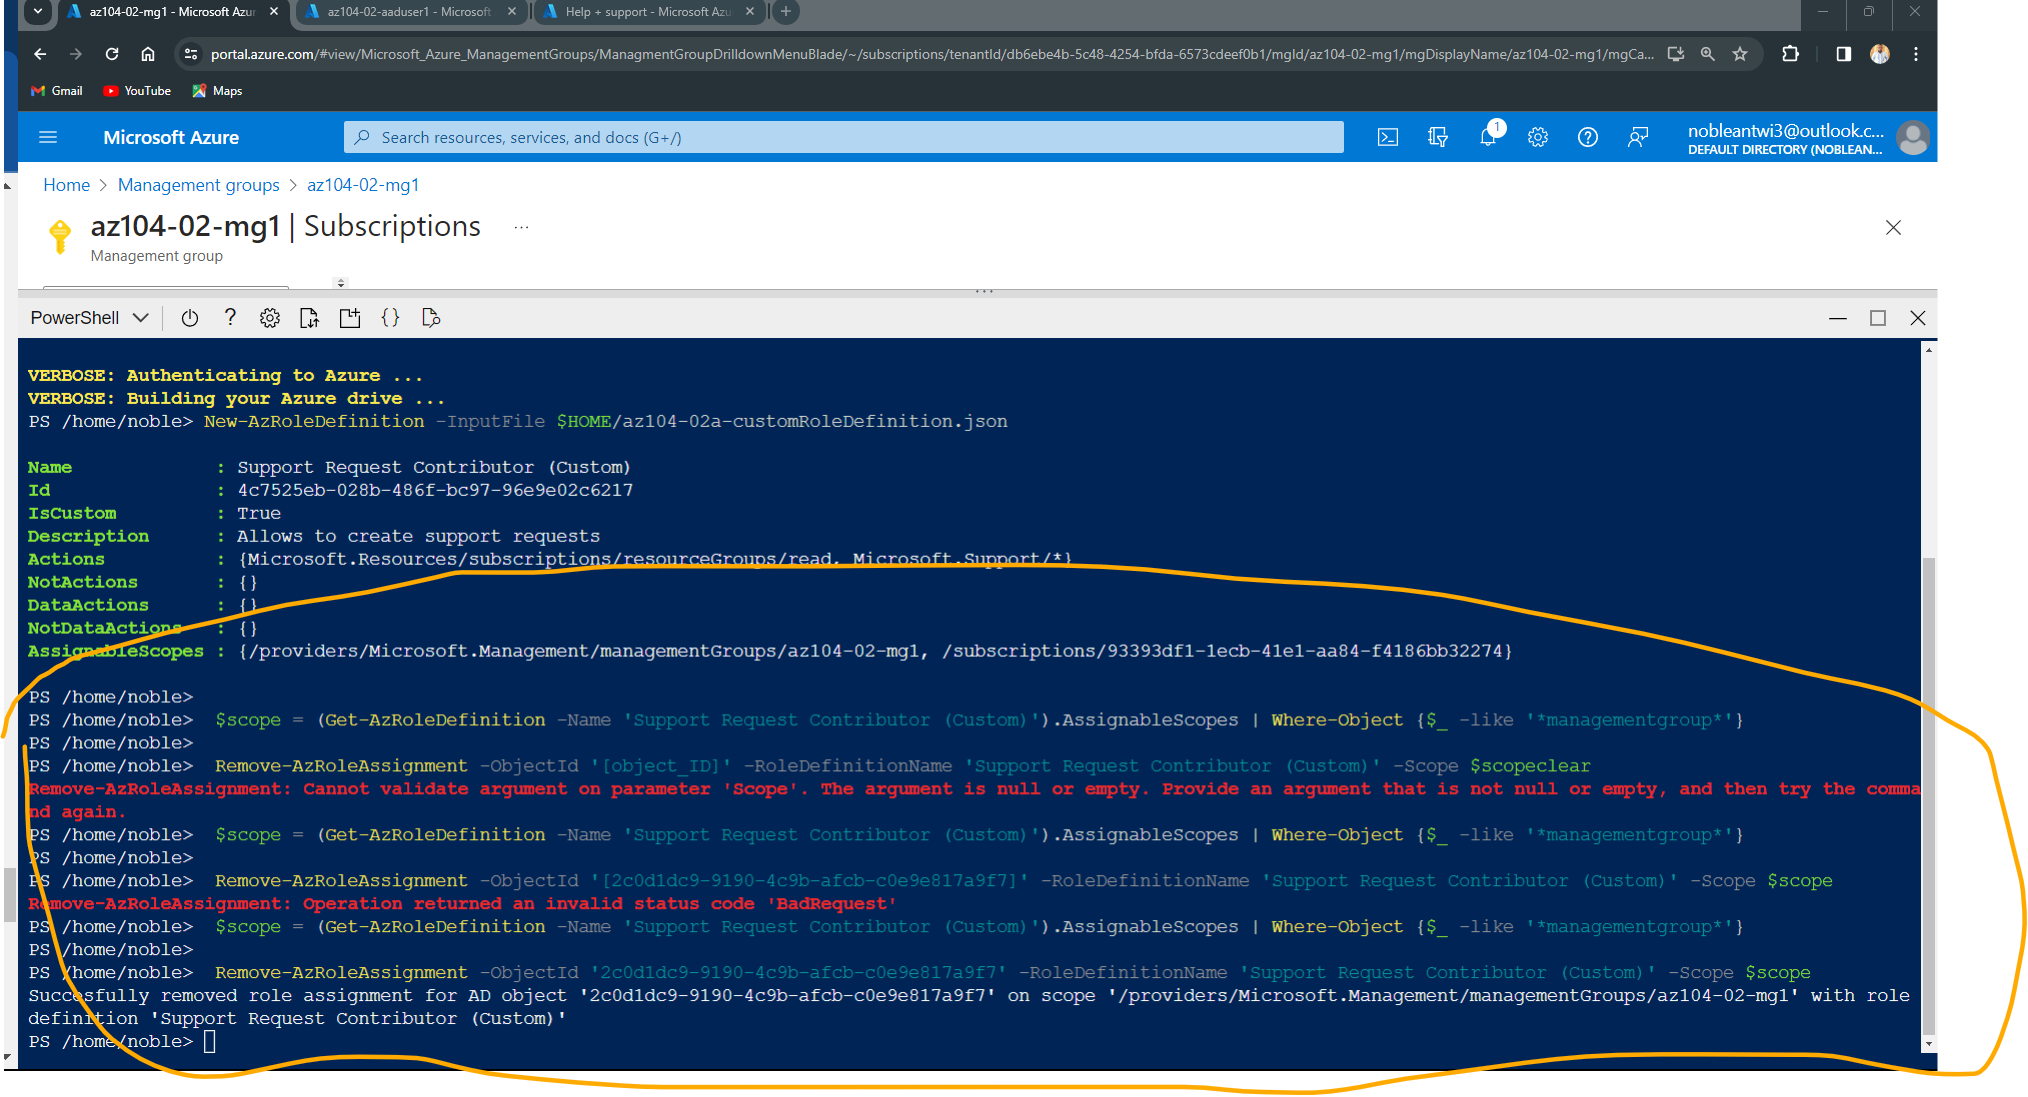 az104-02-mg1 - Microsoft Azur
az104-02-aaduser1 - Microsoft
Help + support - Microsoft Azu
portal.azure.com/#view/Microsoft_Azure_ManagementGroups/ManagmentGroupDrilldownMenuBlade/~/subscriptions/tenantId/db6ebe4b-5c48-4254-bfda-6573cdeef0b1/mgId/az104-02-mg1/mgDisplayName/az104-02-mg1/mgCa...
Gmail YouTube Maps
Microsoft Azure
Search resources, services, and docs (G+/)
1
nobleantwi3@outlook.c...
DEFAULT DIRECTORY (NOBLEAN...
Home > Management groups > az104-02-mg1
az104-02-mg1 | Subscriptions ...
Management group
PowerShell
VERBOSE: Authenticating to Azure ...
VERBOSE: Building your Azure drive ...
PS /home/noble> New-AzRoleDefinition -InputFile $HOME/az104-02a-customRoleDefinition.json
Name : Support Request Contributor (Custom)
Id : 4c7525eb-028b-486f-bc97-96e9e02c6217
IsCustom : True
Description : Allows to create support requests
Actions : {Microsoft.Resources/subscriptions/resourceGroups/read, Microsoft.Support/*}
NotActions : {}
DataActions : {}
NotDataActions : {}
AssignableScopes : {/providers/Microsoft.Management/managementGroups/az104-02-mg1, /subscriptions/93393df1-1ecb-41e1-aa84-f4186bb32274}
PS /home/noble>
PS /home/noble> $scope = (Get-AzRoleDefinition -Name 'Support Request Contributor (Custom)').AssignableScopes | Where-Object {$_ -like '*managementgroup*'}
PS /home/noble>
PS /home/noble> Remove-AzRoleAssignment -ObjectId '[object_ID]' -RoleDefinitionName 'Support Request Contributor (Custom)' -Scope $scopeclear
Remove-AzRoleAssignment: Cannot validate argument on parameter 'Scope'. The argument is null or empty. Provide an argument that is not null or empty, and then try the comma
nd again.
PS /home/noble> $scope = (Get-AzRoleDefinition -Name 'Support Request Contributor (Custom)').AssignableScopes | Where-Object {$_ -like '*managementgroup*'}
PS /home/noble>
PS /home/noble> Remove-AzRoleAssignment -ObjectId '[2c0d1dc9-9190-4c9b-afcb-c0e9e817a9f7]' -RoleDefinitionName 'Support Request Contributor (Custom)' -Scope $scope
Remove-AzRoleAssignment: Operation returned an invalid status code 'BadRequest'
PS /home/noble> $scope = (Get-AzRoleDefinition -Name 'Support Request Contributor (Custom)').AssignableScopes | Where-Object {$_ -like '*managementgroup*'}
PS /home/noble>
PS /home/noble> Remove-AzRoleAssignment -ObjectId '2c0d1dc9-9190-4c9b-afcb-c0e9e817a9f7' -RoleDefinitionName 'Support Request Contributor (Custom)' -Scope $scope
Succesfully removed role assignment for AD object '2c0d1dc9-9190-4c9b-afcb-c0e9e817a9f7' on scope '/providers/Microsoft.Management/managementGroups/az104-02-mg1' with role
definition 'Support Request Contributor (Custom)'
PS /home/noble>